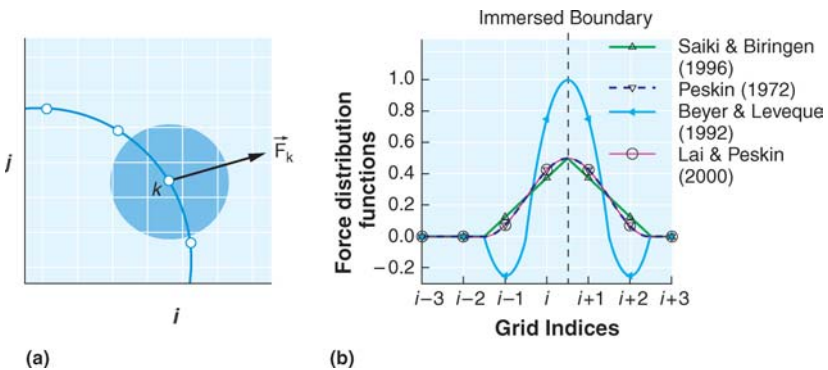 Immersed Boundary
j
k
F⃗k
i
(a)
Force distribution
functions
1.0
0.8
0.6
0.4
0.2
0.0
−0.2
i−3 i−2 i−1 i i+1 i+2 i+3
Grid Indices
(b)
Saiki & Biringen
(1996)
Peskin (1972)
Beyer & Leveque
(1992)
Lai & Peskin
(2000)